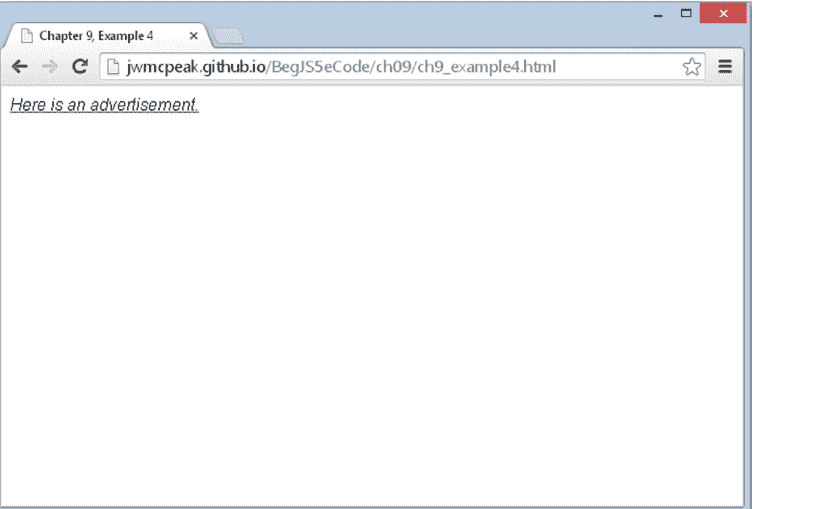 Chapter 9, Example 4
jwmcpeak.github.io/BegJS5eCode/ch09/ch9_example4.html
Here is an advertisement.